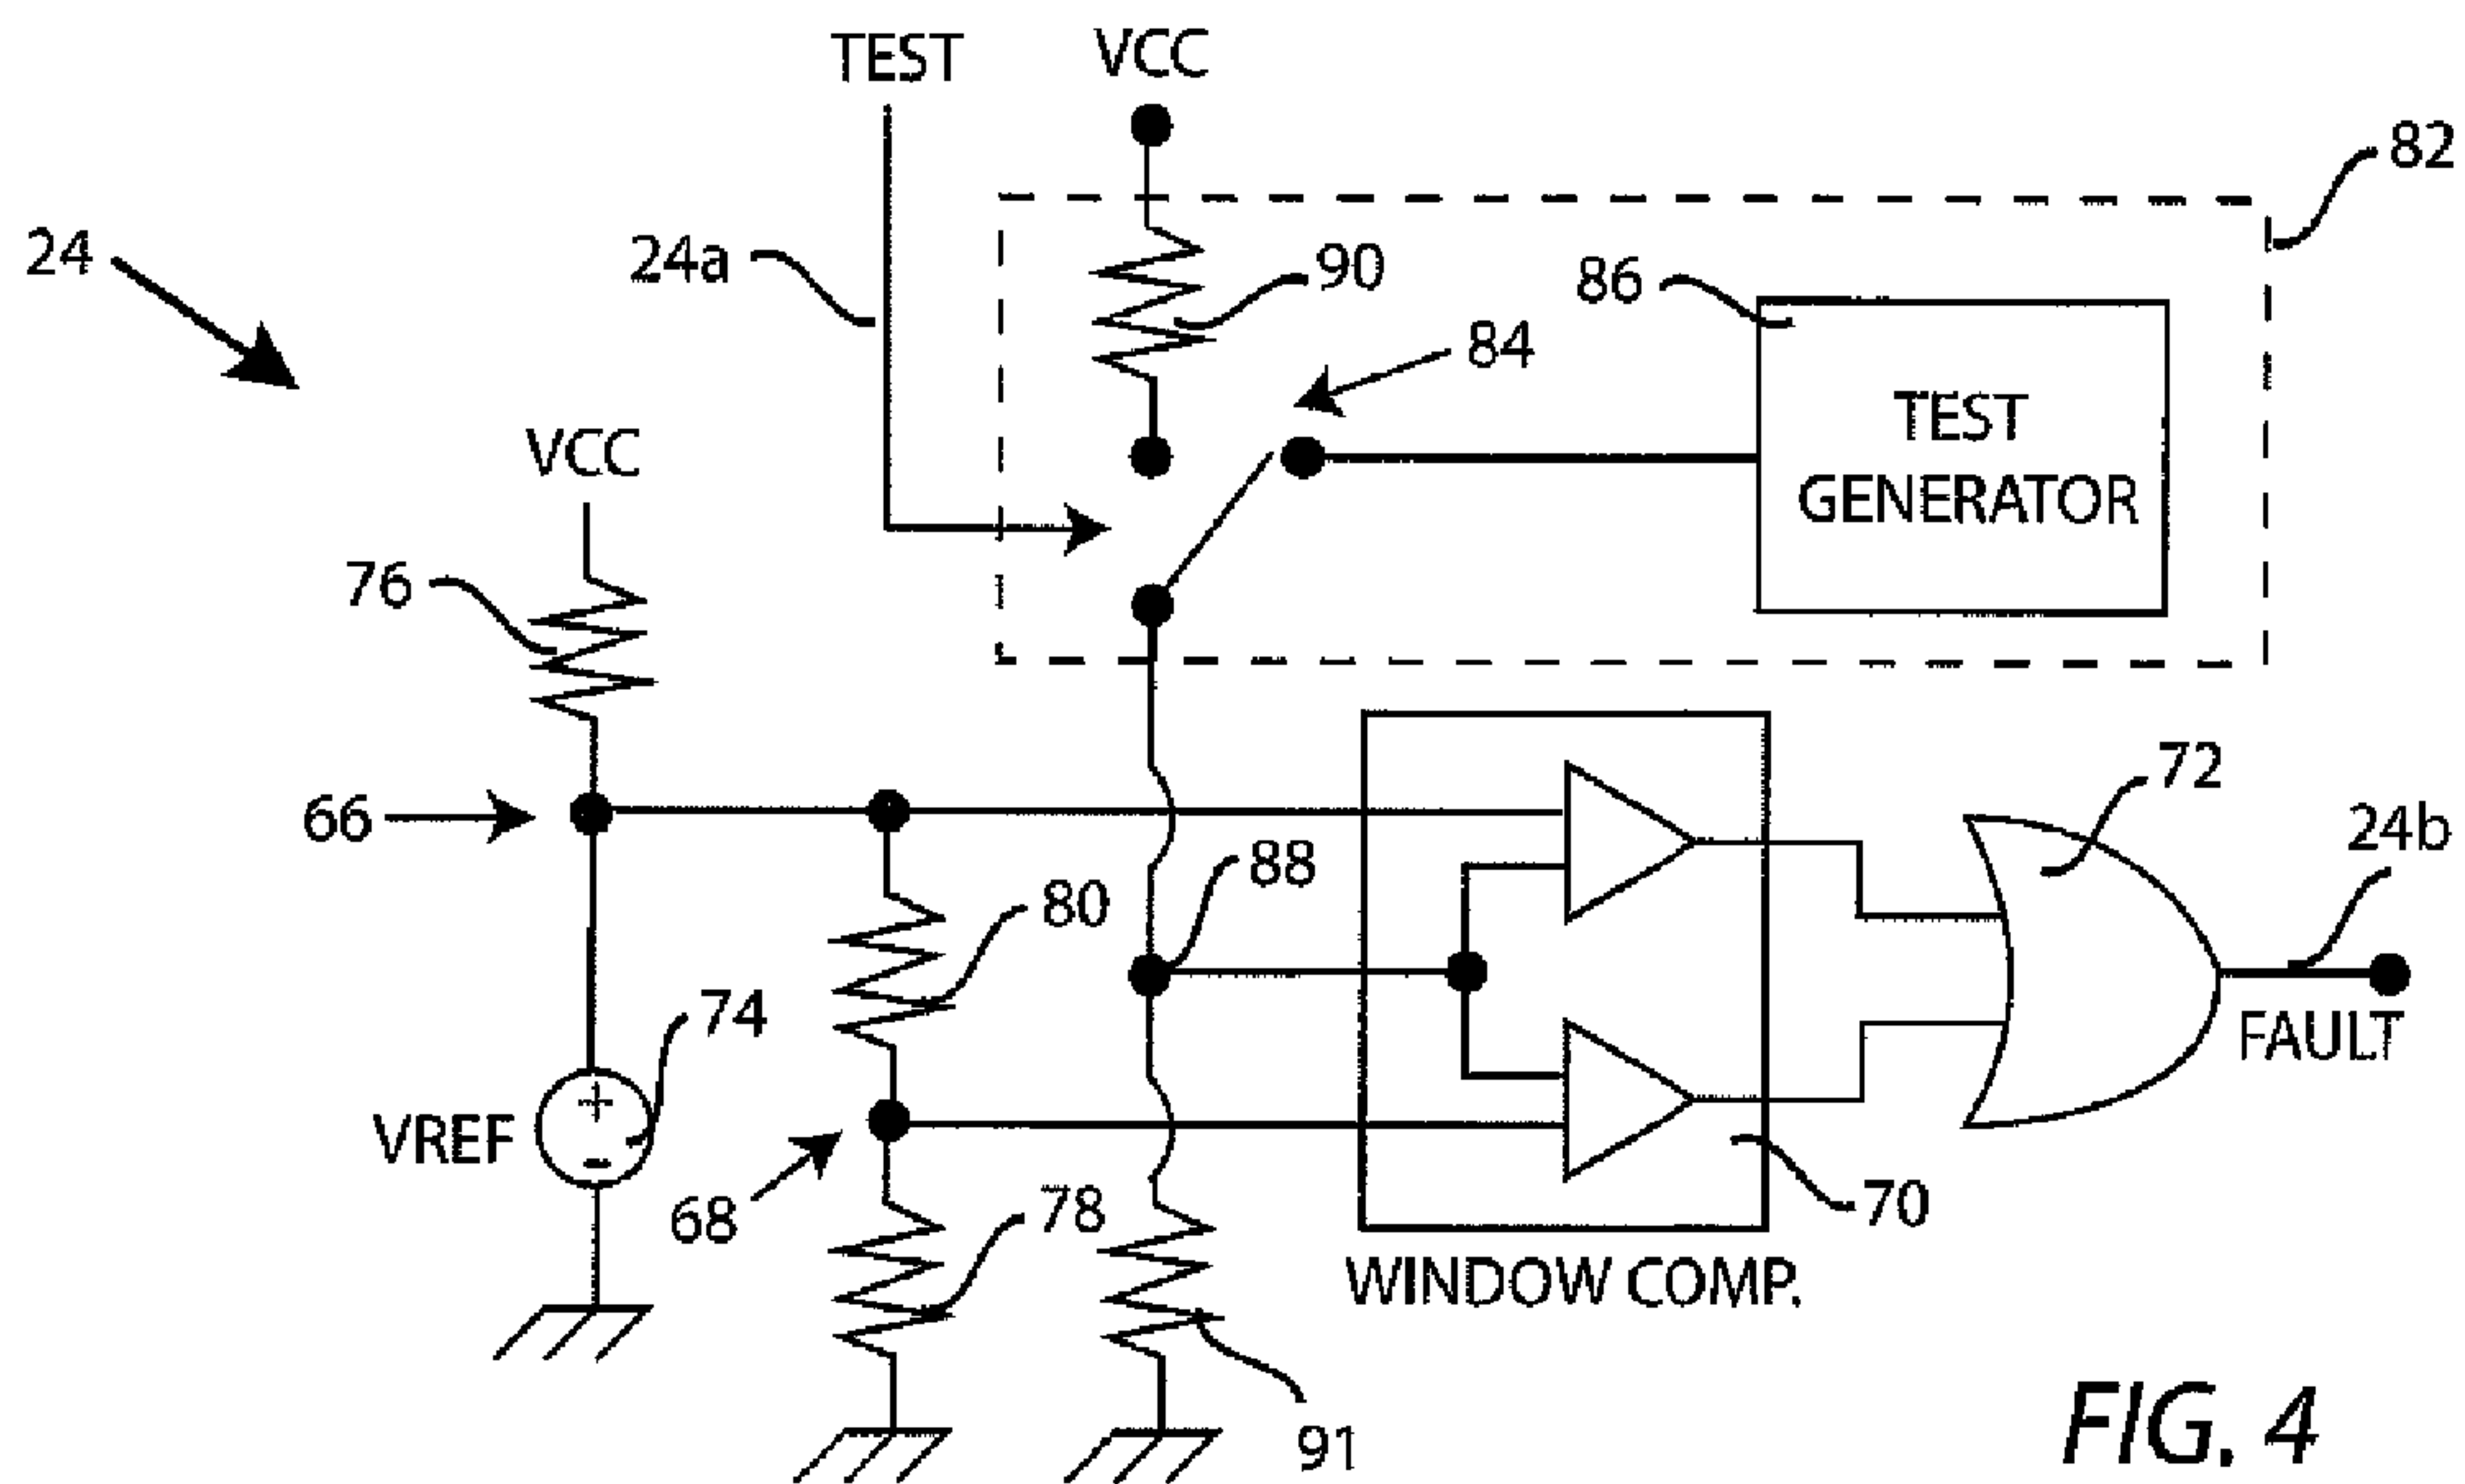 TEST
VCC
82
24
24a
90
86
84
TEST
GENERATOR
VCC
76
72
66
24b
88
80
74
FAULT
VREF
+
-
68
78
70
WINDOW COMP.
91
FIG. 4